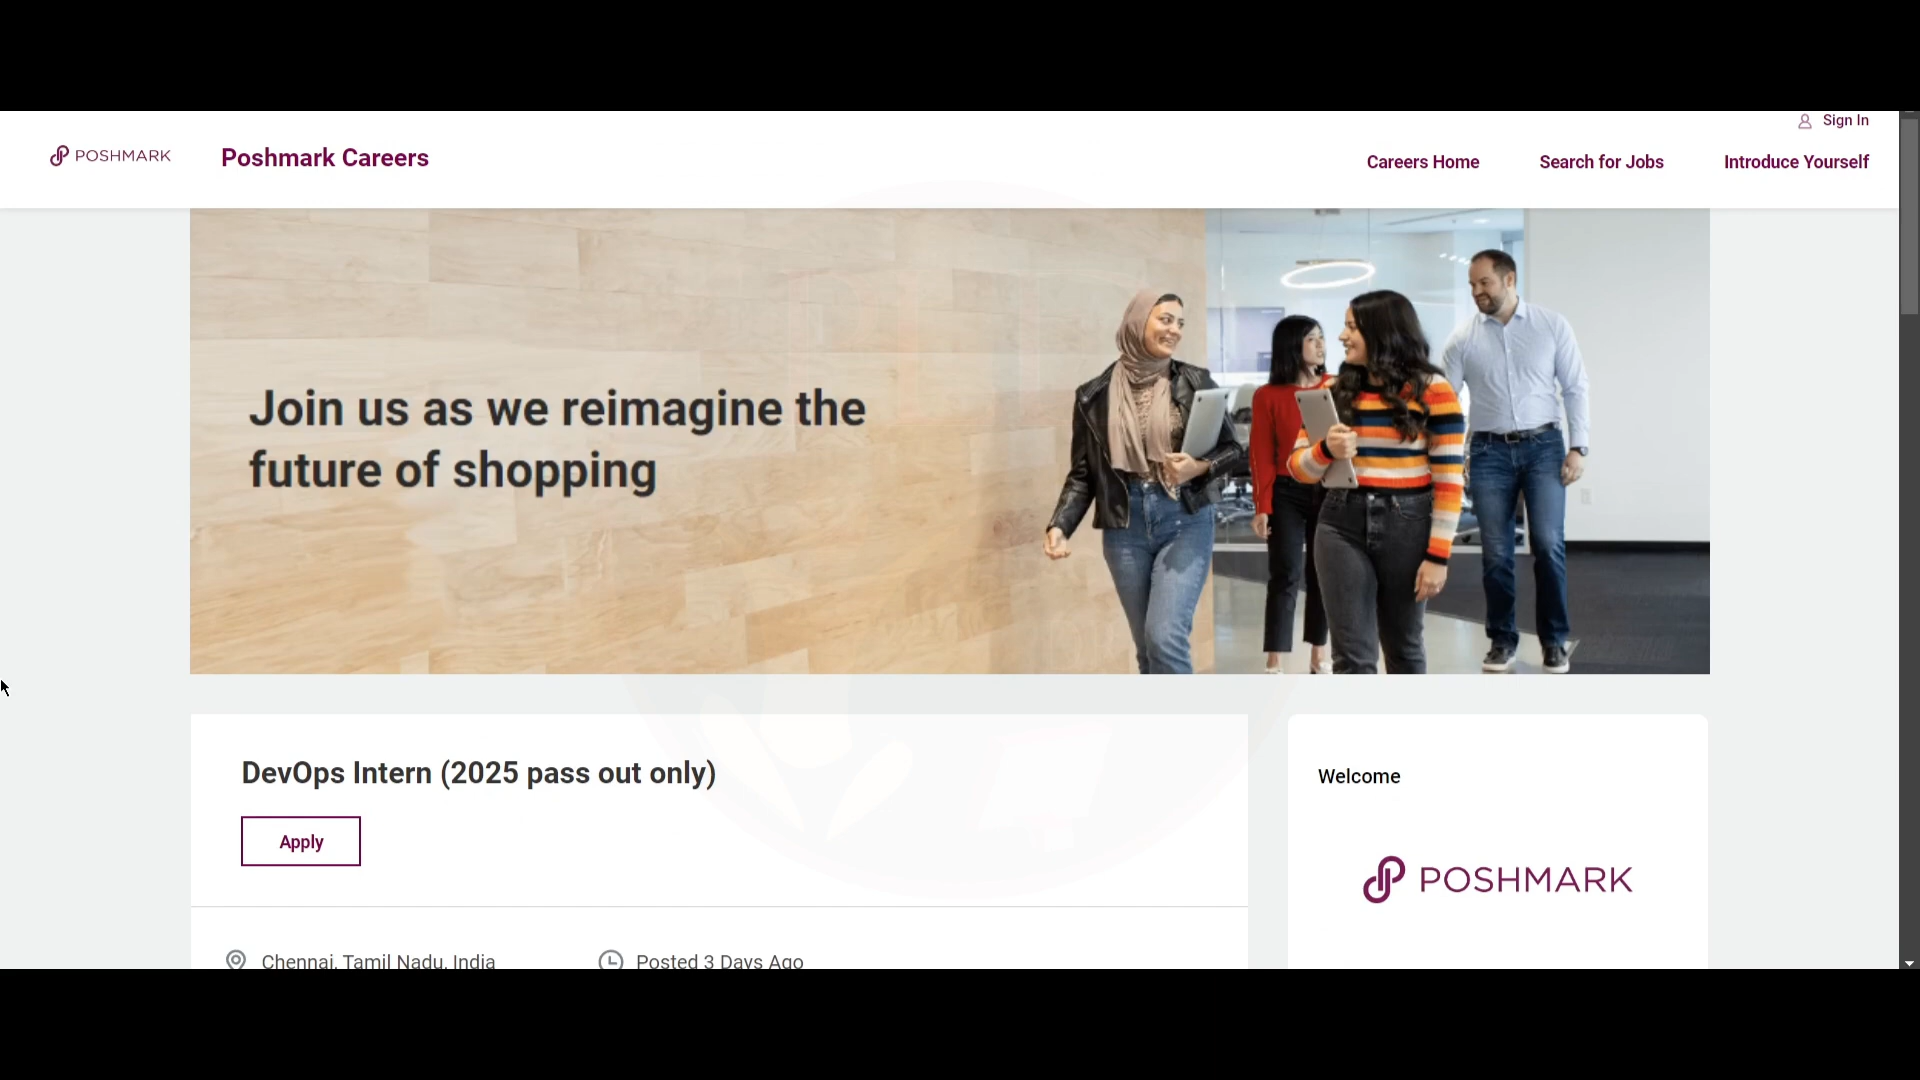 Sign In
POSHMARK
Poshmark Careers
Careers Home
Search for Jobs
Introduce Yourself
Join us as we reimagine the
future of shopping
DevOps Intern (2025 pass out only)
Apply
Chennai, Tamil Nadu, India
Posted 3 Days Ago
Welcome
POSHMARK